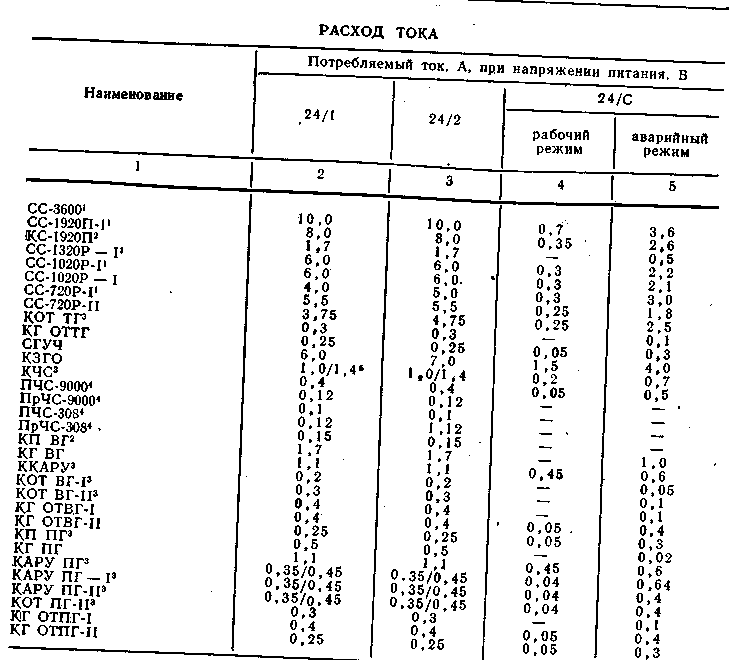 РАСХОД ТОКА
Наименование
Потребляемый ток, А, при напряжении питания, В
24/1 24/2 24/С
рабочий режим аварийный режим
1 2 3 4 5
СС-3600¹ 10,0 10,0 0,7 3,6
СС-1920П-I¹ 8,0 8,0 0,35 2,6
КС-1920П² 1,7 1,7 — 0,5
СС-1320Р — I¹ 6,0 6,0 0,3 2,2
СС-1020Р-I¹ 6,0 6,0 0,3 2,1
СС-1020Р — I 4,0 5,0 0,3 3,0
СС-720Р-I¹ 5,5 5,5 0,25 1,8
СС-720Р-II 3,75 4,75 0,25 2,5
КОТ ТГ³ 0,3 0,3 — 0,1
КГ ОТТГ 0,25 0,25 0,05 0,3
СГУЧ 6,0 7,0 1,5 4,0
КЗГО 1,0/1,4⁵ 1,0/1,4 0,2 0,7
КЧС³ 0,4 0,4 0,05 0,5
ПЧС-9000⁴ 0,12 0,12 — —
ПрЧС-9000⁴ 0,1 0,1 — —
ПЧС-308⁴ 0,12 1,12 — —
ПрЧС-308⁴ 0,15 0,15 — —
КП ВГ² 1,7 1,7 — 1,0
КГ ВГ 1,1 1,1 0,45 0,6
ККАРУ³ 0,2 0,2 — 0,05
КОТ ВГ-I³ 0,3 0,3 — 0,1
КОТ ВГ-II³ 0,4 0,4 — 0,1
КГ ОТВГ-I 0,4 0,4 0,05 0,4
КГ ОТВГ-II 0,25 0,25 0,05 0,3
КП ПГ³ 0,5 0,5 — 0,02
КГ ПГ 1,1 1,1 0,45 0,6
КАРУ ПГ³ 0,35/0,45 0,35/0,45 0,04 0,64
КАРУ ПГ — I³ 0,35/0,45 0,35/0,45 0,04 0,4
КАРУ ПГ-II³ 0,35/0,45 0,35/0,45 0,04 0,4
КОТ ПГ-II³ 0,3 0,3 — 0,1
КГ ОТПГ-I 0,4 0,4 0,05 0,4
КГ ОТПГ-II 0,25 0,25 0,05 0,3